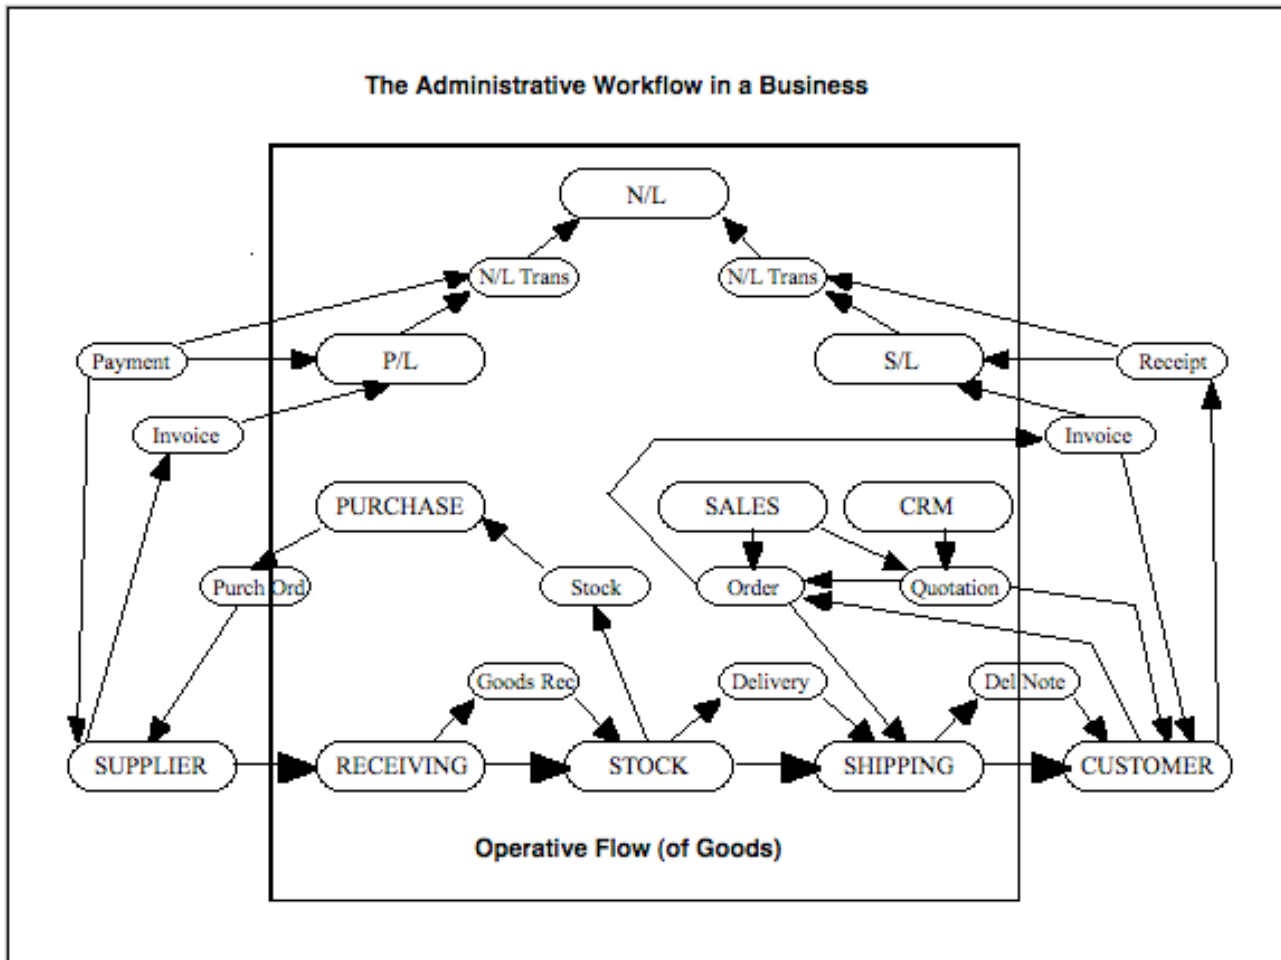 The Administrative Workflow in a Business
N/L
N/L Trans
N/L Trans
Payment
P/L
S/L
Receipt
Invoice
Invoice
PURCHASE
SALES
CRM
Purch Ord
Stock
Order
Quotation
Goods Rec
Delivery
Del Note
SUPPLIER
RECEIVING
STOCK
SHIPPING
CUSTOMER
Operative Flow (of Goods)